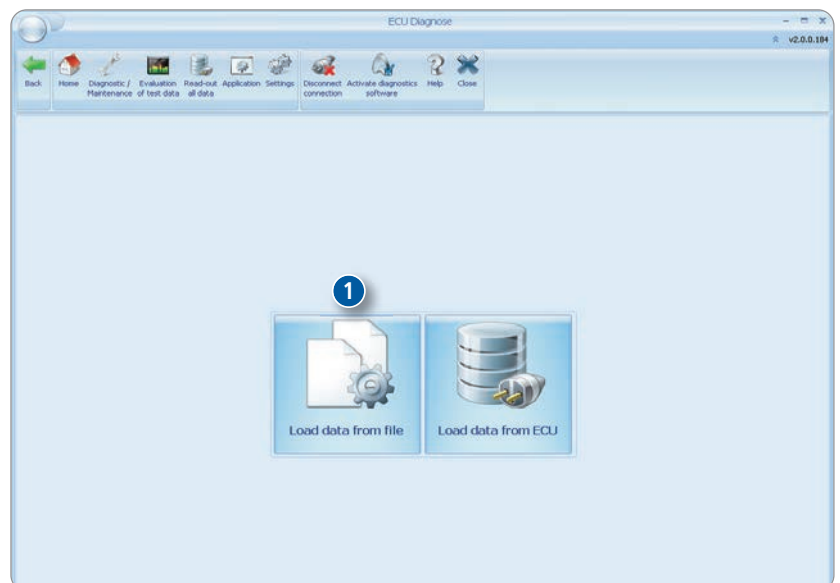 ECU Diagnose
v2.0.0.184
Back Home Diagnostic / Evaluation Read-out Application Settings Disconnect Activate diagnostics Help Close
Maintenance of test data all data connection software
1
Load data from file Load data from ECU